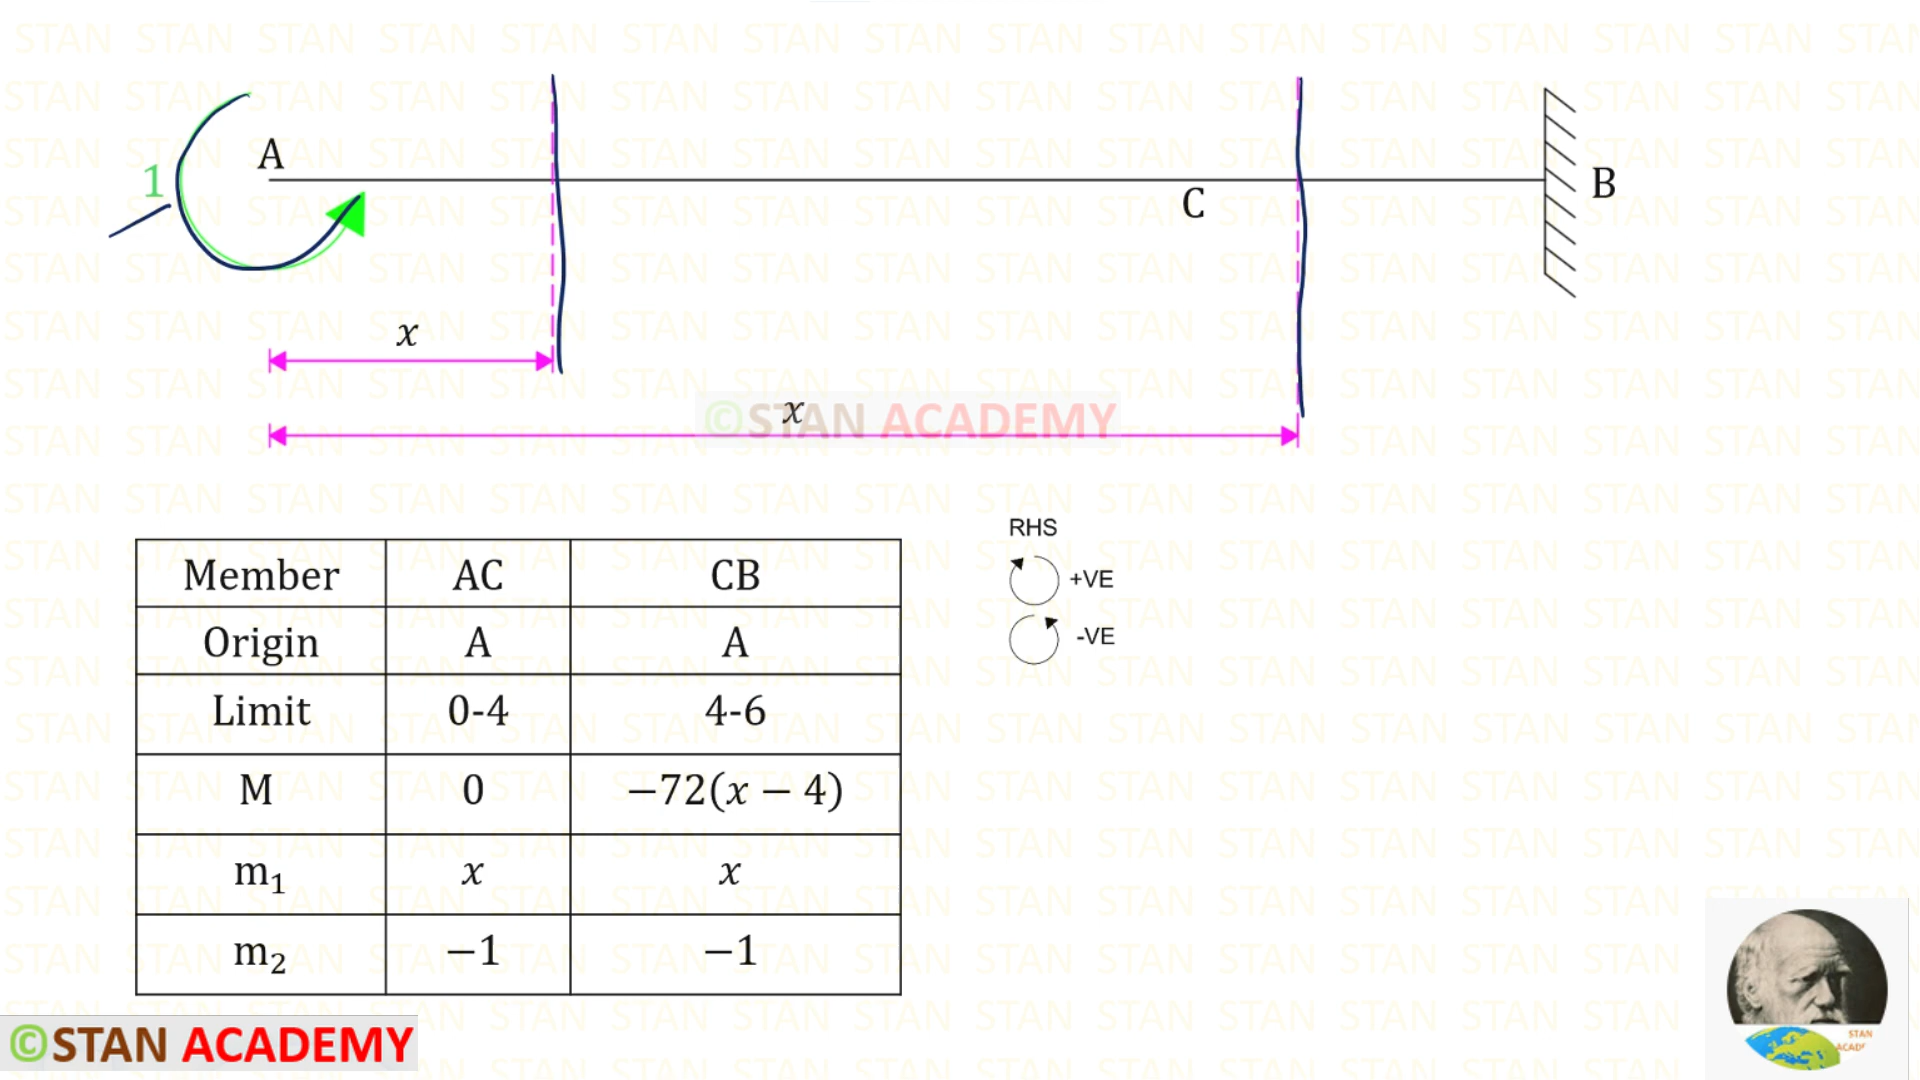 A
1
C
B
x
x
©STAN ACADEMY
RHS
+VE
-VE
Member AC CB
Origin A A
Limit 0-4 4-6
M 0 −72(x − 4)
m₁ x x
m₂ −1 −1
©STAN ACADEMY
STAN